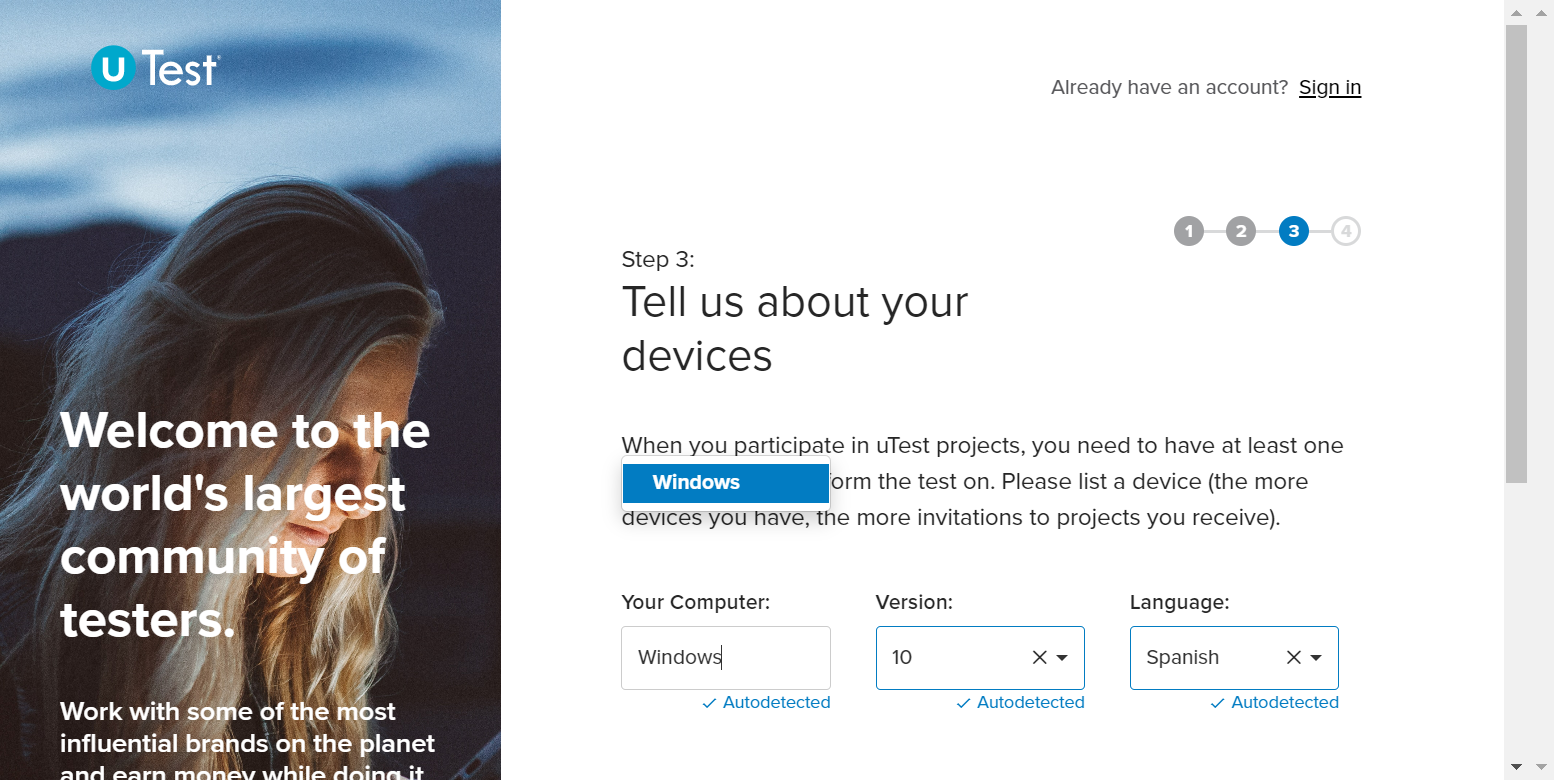 uTest
Already have an account? Sign in
1 2 3 4
Step 3:
Tell us about your
devices
When you participate in uTest projects, you need to have at least one
Windows
form the test on. Please list a device (the more
devices you have, the more invitations to projects you receive).
Your Computer: Version: Language:
Windows 10 Spanish
Autodetected Autodetected Autodetected
Welcome to the
world's largest
community of
testers.
Work with some of the most
influential brands on the planet
and earn money while doing it